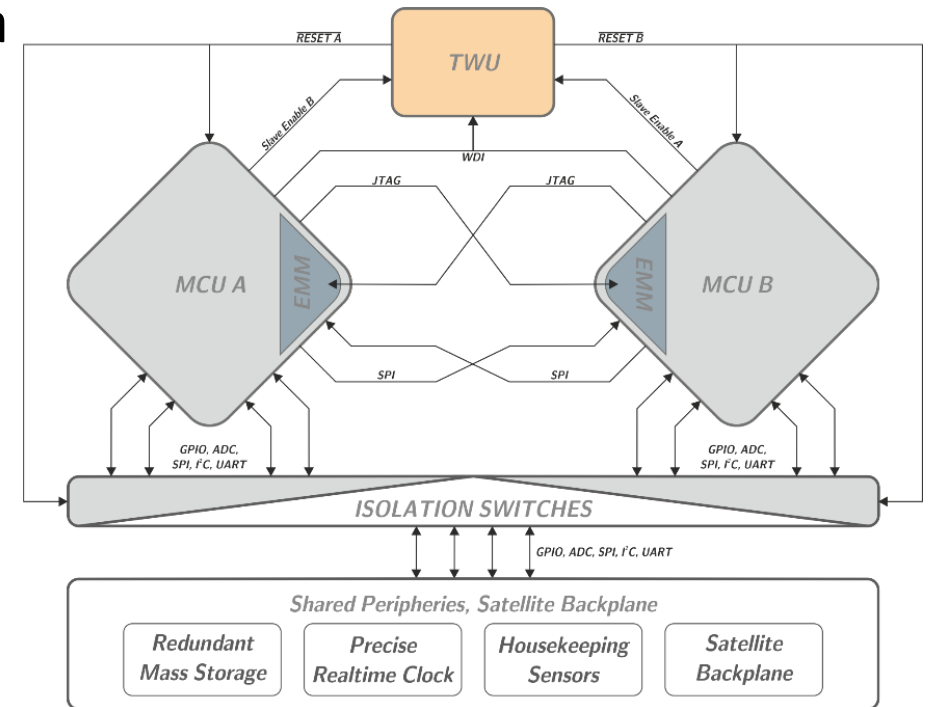 n
RESET A
RESET B
TWU
Slave Enable B
Slave Enable A
WDI
JTAG
JTAG
MCU A
EMM
EMM
MCU B
SPI
SPI
GPIO, ADC,
SPI, I²C, UART
GPIO, ADC,
SPI, I²C, UART
ISOLATION SWITCHES
GPIO, ADC, SPI, I²C, UART
Shared Peripheries, Satellite Backplane
Redundant
Mass Storage
Precise
Realtime Clock
Housekeeping
Sensors
Satellite
Backplane